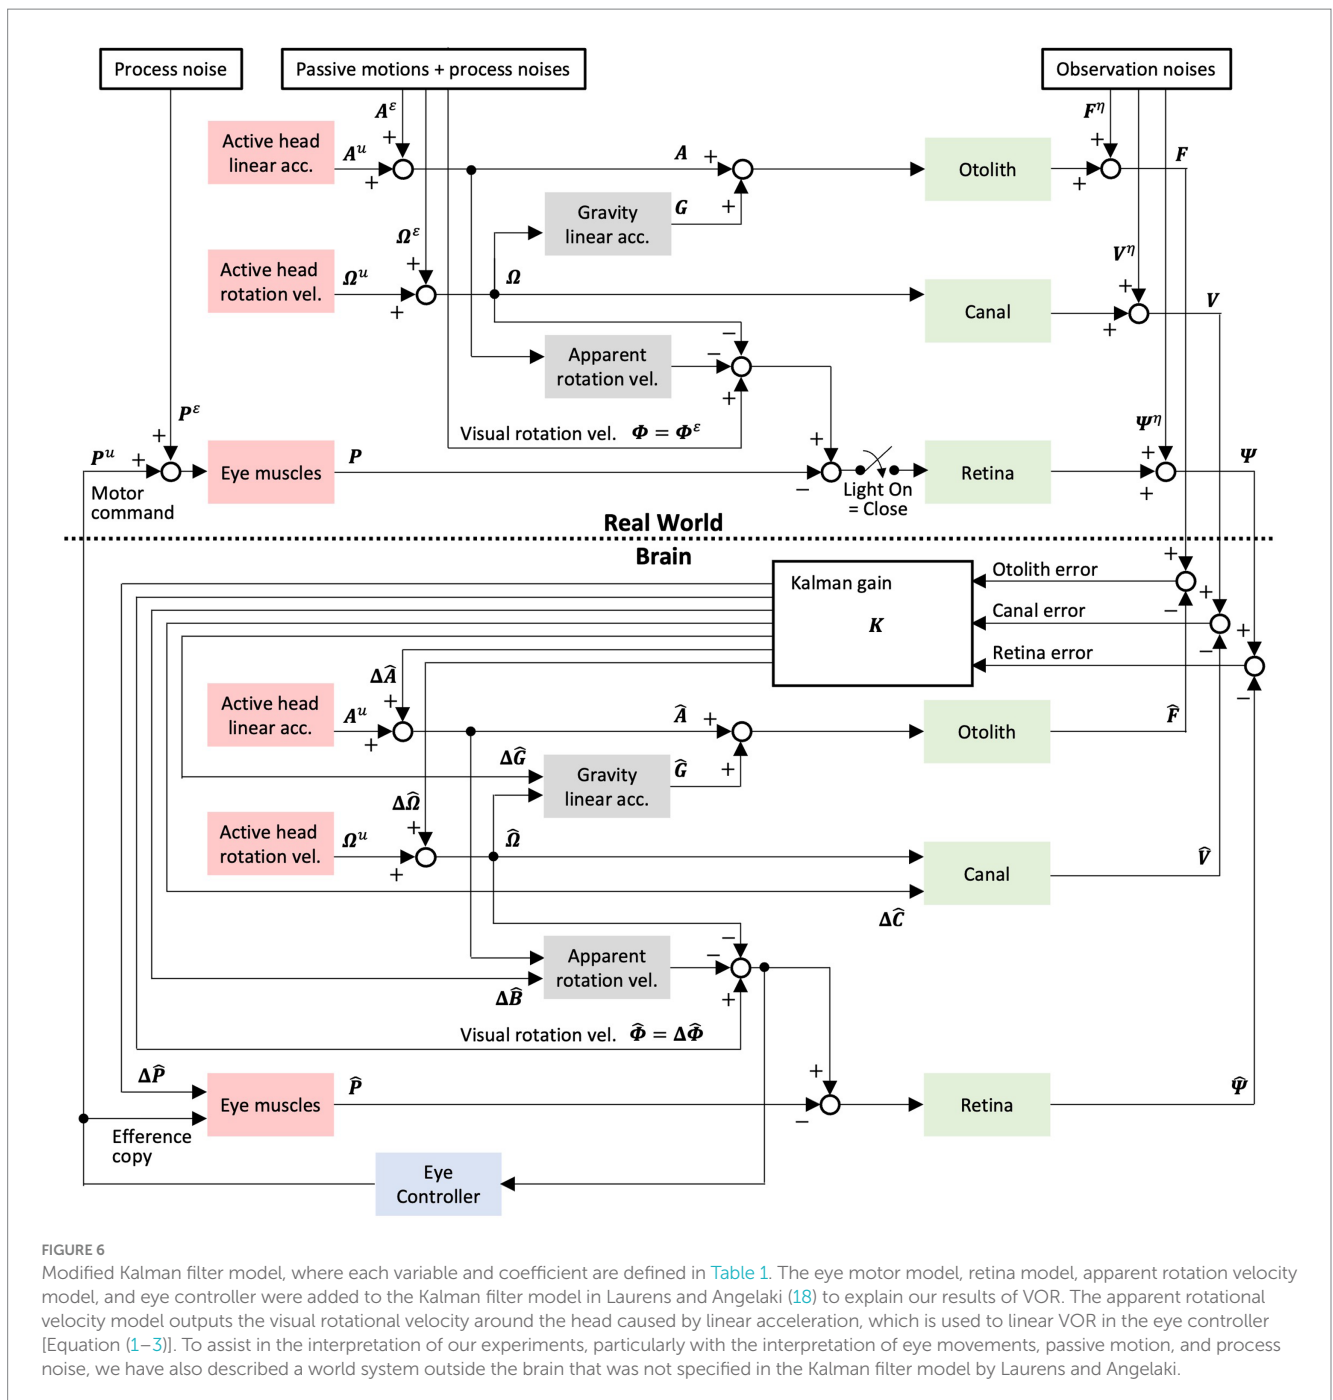 Process noise
Passive motions + process noises
Observation noises
A^ε
F^η
Active head
linear acc.
A^u
+
+
A
+
Otolith
+
+
F
G
+
Gravity
linear acc.
Ω^ε
+
V^η
Active head
rotation vel.
Ω^u
+
Ω
Canal
+
+
V
−
−
+
Apparent
rotation vel.
P^ε
+
Visual rotation vel. Φ = Φ^ε
Ψ^η
P^u
+
Eye muscles
P
+
−
Retina
+
+
Ψ
Motor
command
Light On
= Close
Real World
Brain
Kalman gain
K
Otolith error
+
−
Canal error
+
−
Retina error
+
−
ΔÂ
+
Active head
linear acc.
A^u
+
Â
+
Otolith
F̂
ΔĜ
Gravity
linear acc.
Ĝ
+
ΔΩ̂
+
Active head
rotation vel.
Ω^u
+
Ω̂
Canal
V̂
ΔĈ
−
−
+
Apparent
rotation vel.
ΔB̂
Visual rotation vel. Φ̂ = ΔΦ̂
ΔP̂
Eye muscles
P̂
+
−
Retina
Ψ̂
Efference
copy
Eye
Controller
FIGURE 6
Modified Kalman filter model, where each variable and coefficient are defined in Table 1. The eye motor model, retina model, apparent rotation velocity
model, and eye controller were added to the Kalman filter model in Laurens and Angelaki (18) to explain our results of VOR. The apparent rotational
velocity model outputs the visual rotational velocity around the head caused by linear acceleration, which is used to linear VOR in the eye controller
[Equation (1–3)]. To assist in the interpretation of our experiments, particularly with the interpretation of eye movements, passive motion, and process
noise, we have also described a world system outside the brain that was not specified in the Kalman filter model by Laurens and Angelaki.